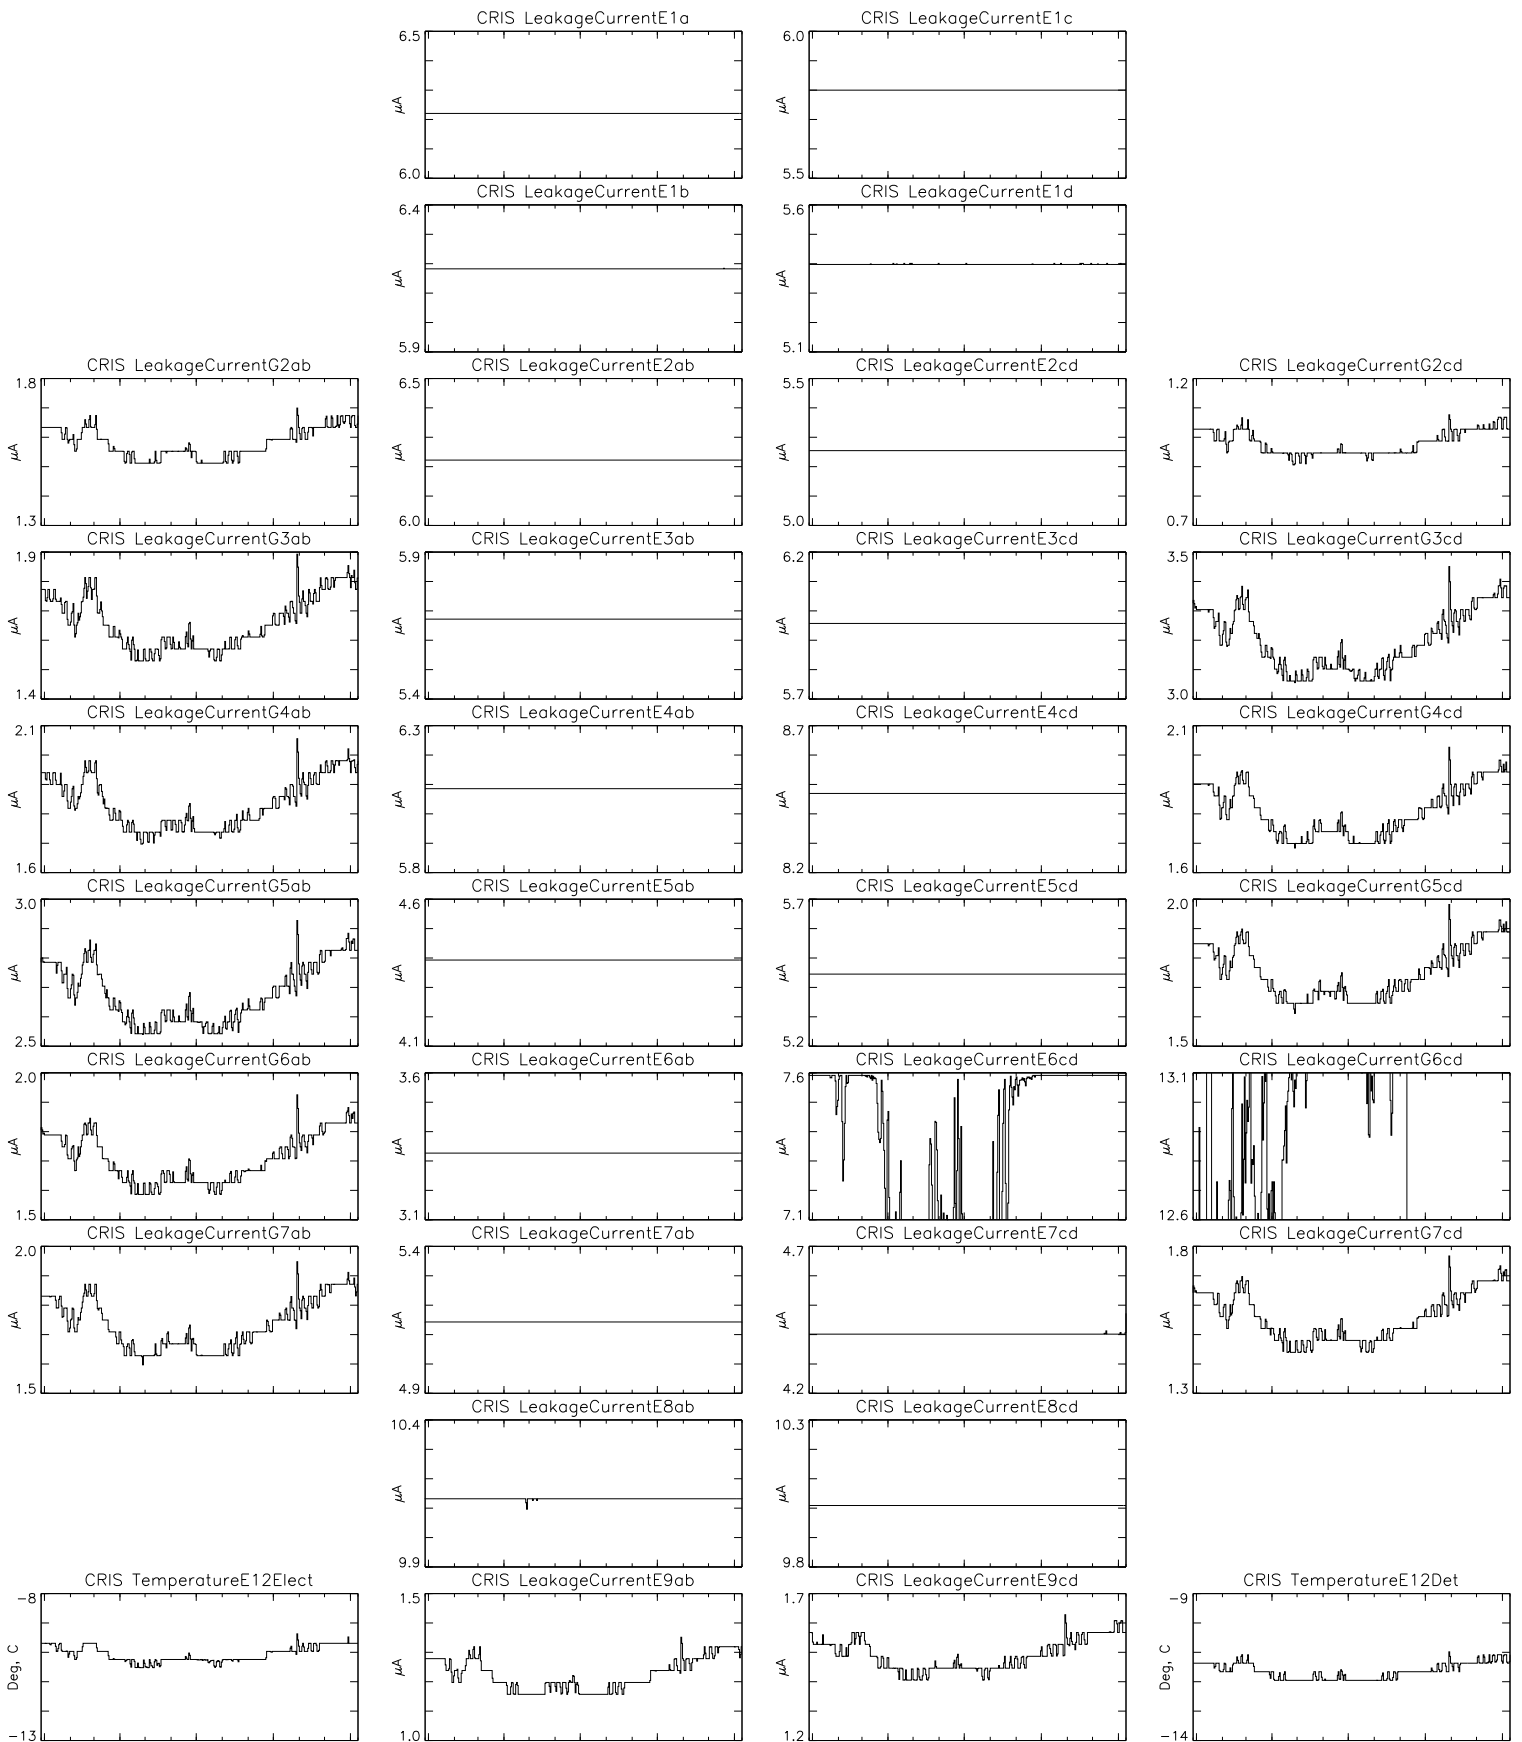 CRIS LeakageCurrentE1a
6.5
μA
6.0
CRIS LeakageCurrentE1c
6.0
μA
5.5
CRIS LeakageCurrentE1b
6.4
μA
5.9
CRIS LeakageCurrentE1d
5.6
μA
5.1
CRIS LeakageCurrentG2ab
1.8
μA
1.3
CRIS LeakageCurrentE2ab
6.5
μA
6.0
CRIS LeakageCurrentE2cd
5.5
μA
5.0
CRIS LeakageCurrentG2cd
1.2
μA
0.7
CRIS LeakageCurrentG3ab
1.9
μA
1.4
CRIS LeakageCurrentE3ab
5.9
μA
5.4
CRIS LeakageCurrentE3cd
6.2
μA
5.7
CRIS LeakageCurrentG3cd
3.5
μA
3.0
CRIS LeakageCurrentG4ab
2.1
μA
1.6
CRIS LeakageCurrentE4ab
6.3
μA
5.8
CRIS LeakageCurrentE4cd
8.7
μA
8.2
CRIS LeakageCurrentG4cd
2.1
μA
1.6
CRIS LeakageCurrentG5ab
3.0
μA
2.5
CRIS LeakageCurrentE5ab
4.6
μA
4.1
CRIS LeakageCurrentE5cd
5.7
μA
5.2
CRIS LeakageCurrentG5cd
2.0
μA
1.5
CRIS LeakageCurrentG6ab
2.0
μA
1.5
CRIS LeakageCurrentE6ab
3.6
μA
3.1
CRIS LeakageCurrentE6cd
7.6
μA
7.1
CRIS LeakageCurrentG6cd
13.1
μA
12.6
CRIS LeakageCurrentG7ab
2.0
μA
1.5
CRIS LeakageCurrentE7ab
5.4
μA
4.9
CRIS LeakageCurrentE7cd
4.7
μA
4.2
CRIS LeakageCurrentG7cd
1.8
μA
1.3
CRIS LeakageCurrentE8ab
10.4
μA
9.9
CRIS LeakageCurrentE8cd
10.3
μA
9.8
CRIS TemperatureE12Elect
-8
Deg, C
-13
CRIS LeakageCurrentE9ab
1.5
μA
1.0
CRIS LeakageCurrentE9cd
1.7
μA
1.2
CRIS TemperatureE12Det
-9
Deg, C
-14